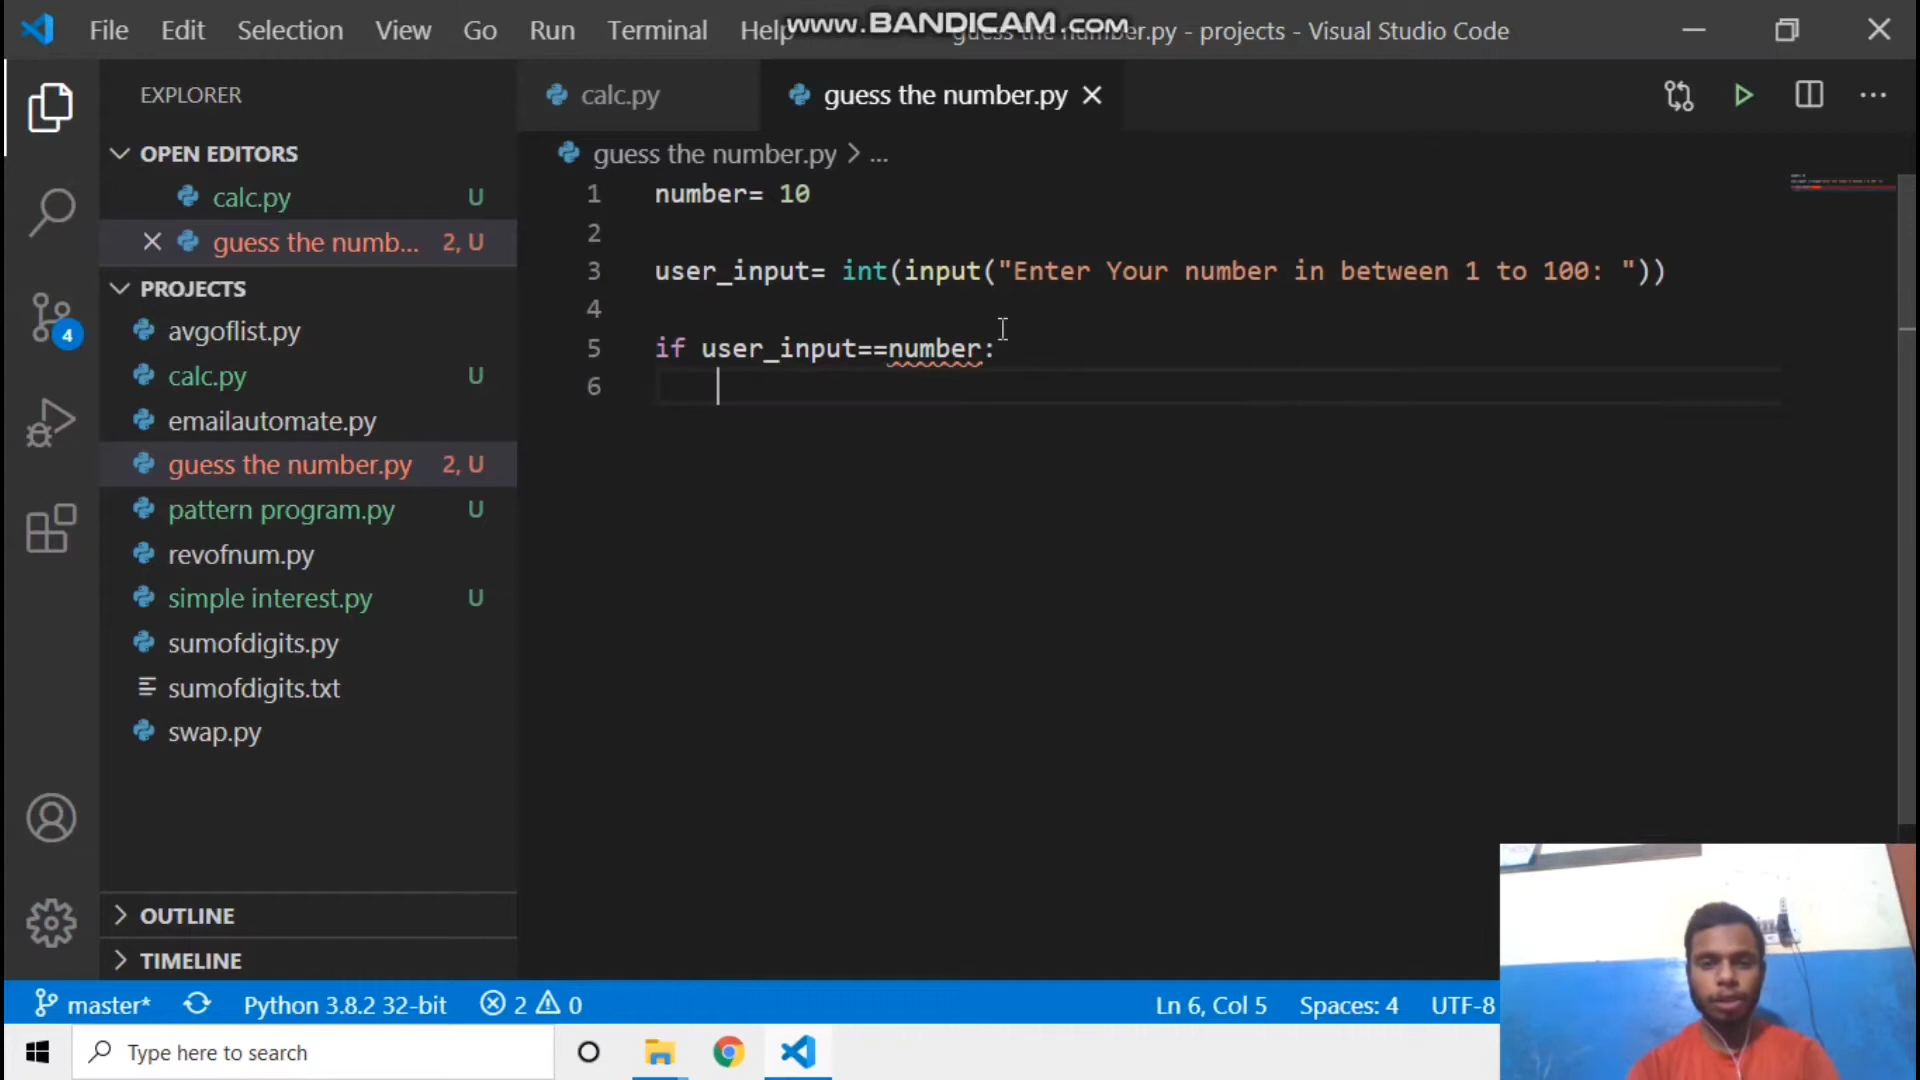 File Edit Selection View Go Run Terminal Help
www.BANDICAM.com
guess the number.py - projects - Visual Studio Code
EXPLORER
calc.py
guess the number.py
OPEN EDITORS
guess the number.py > ...
calc.py U
guess the numb... 2, U
PROJECTS
avgoflist.py
calc.py U
emailautomate.py
guess the number.py 2, U
pattern program.py U
revofnum.py
simple interest.py U
sumofdigits.py
sumofdigits.txt
swap.py
OUTLINE
TIMELINE
4
1 number= 10
2
3 user_input= int(input("Enter Your number in between 1 to 100: "))
4
5 if user_input==number:
6
master* Python 3.8.2 32-bit 2 0 Ln 6, Col 5 Spaces: 4 UTF-8
Type here to search